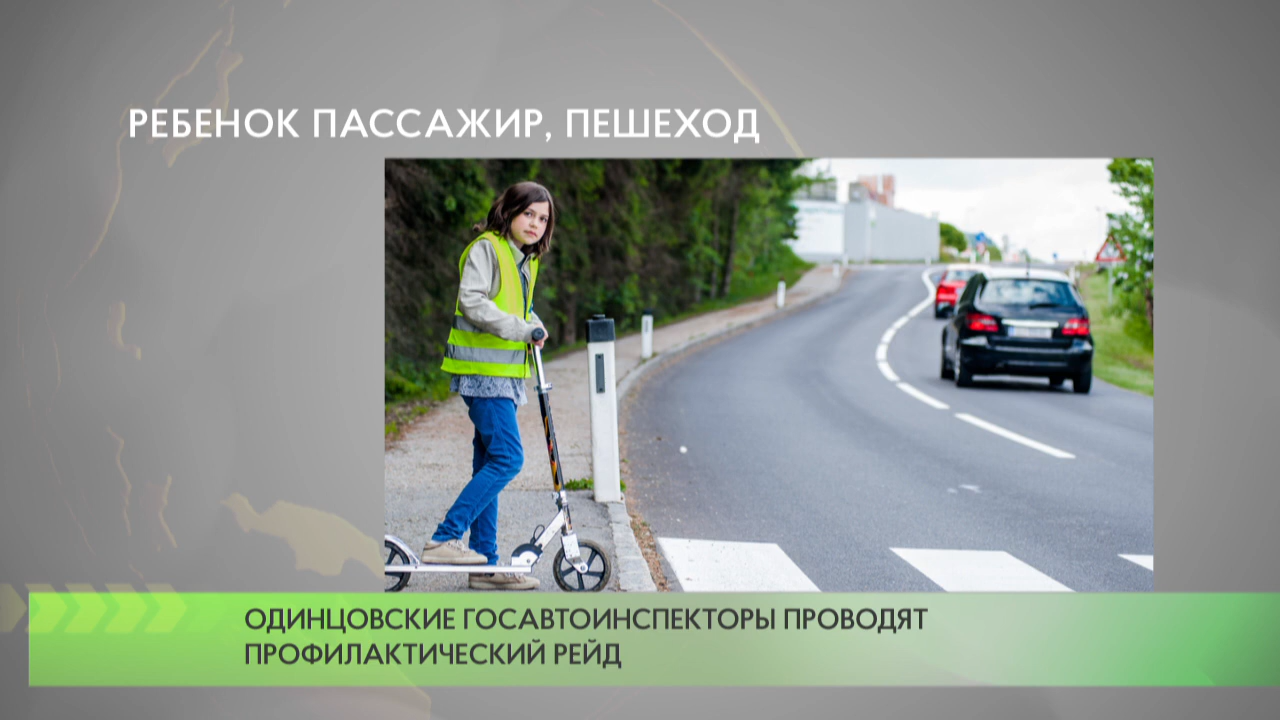 РЕБЕНОК ПАССАЖИР, ПЕШЕХОД
ОДИНЦОВСКИЕ ГОСАВТОИНСПЕКТОРЫ ПРОВОДЯТ
ПРОФИЛАКТИЧЕСКИЙ РЕЙД